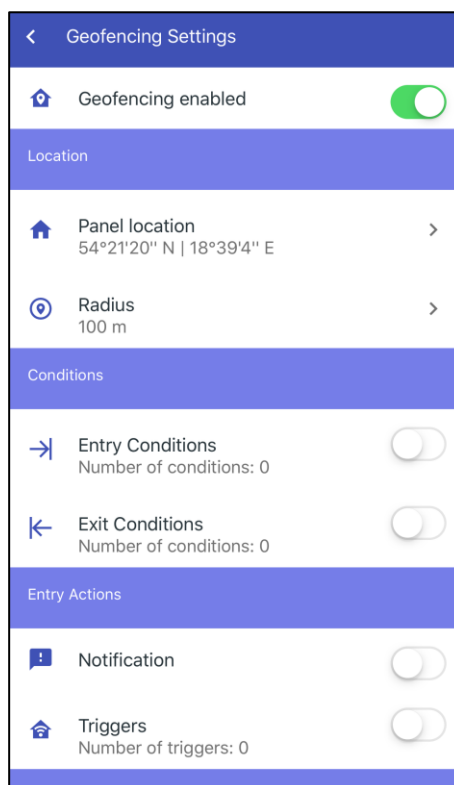 Geofencing Settings
Geofencing enabled
Location
Panel location
54°21'20'' N | 18°39'4'' E
Radius
100 m
Conditions
Entry Conditions
Number of conditions: 0
Exit Conditions
Number of conditions: 0
Entry Actions
Notification
Triggers
Number of triggers: 0